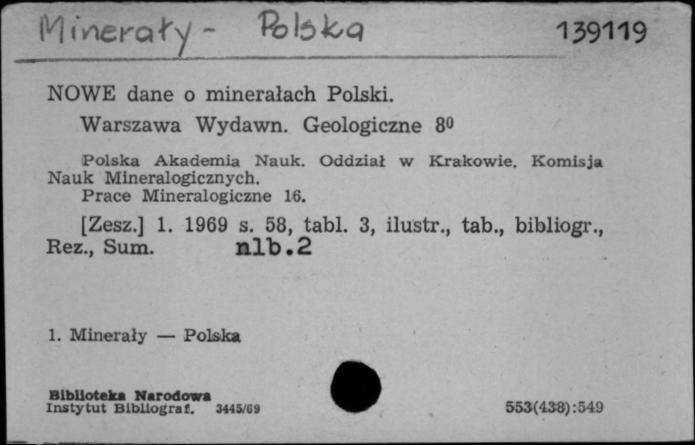 Minerały - Polska 139119
NOWE dane o minerałach Polski.
Warszawa Wydawn. Geologiczne 8⁰
Polska Akademia Nauk. Oddział w Krakowie. Komisja
Nauk Mineralogicznych.
Prace Mineralogiczne 16.
[Zesz.] 1. 1969 s. 58, tabl. 3, ilustr., tab., bibliogr.,
Rez., Sum. nlb.2
1. Minerały — Polska
Biblioteka Narodowa
Instytut Bibliograf. 3445/69 553(438):549